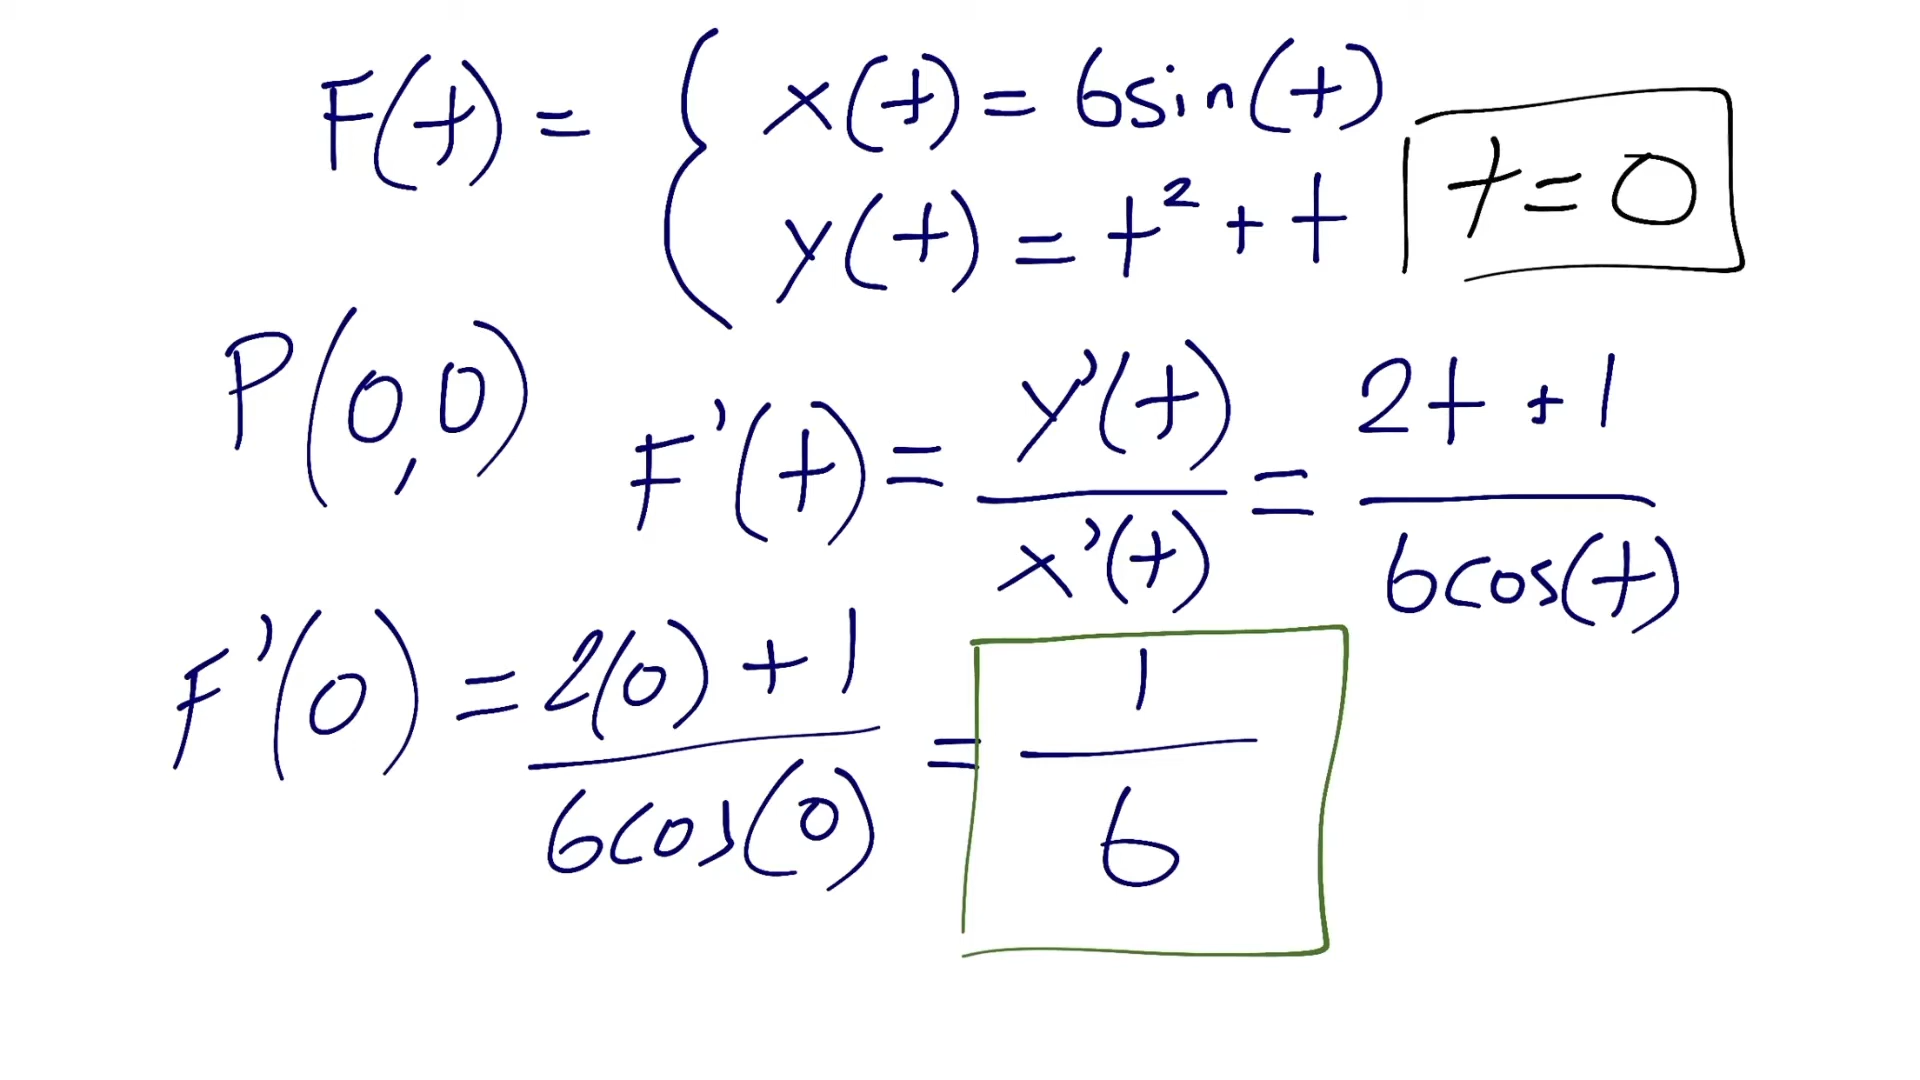 F(t) = { x(t) = 6sin(t)
y(t) = t² + t
t = 0
P(0,0)
F'(t) = y'(t) / x'(t) = 2t + 1 / 6cos(t)
F'(0) = 2(0) + 1 / 6cos(0) = 1 / 6